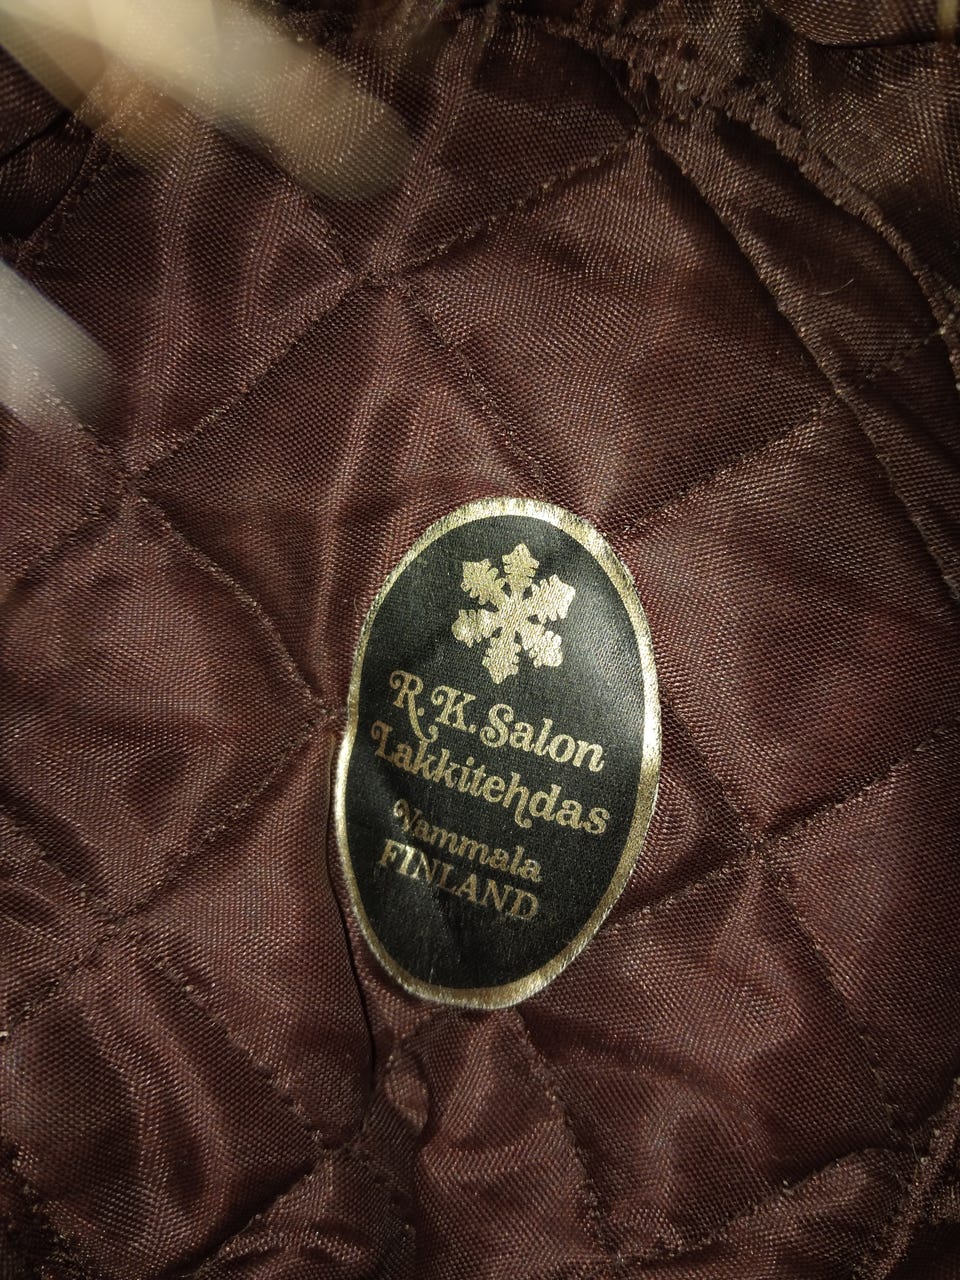 R.K. Salon
Lakkitehdas
Vammala
FINLAND